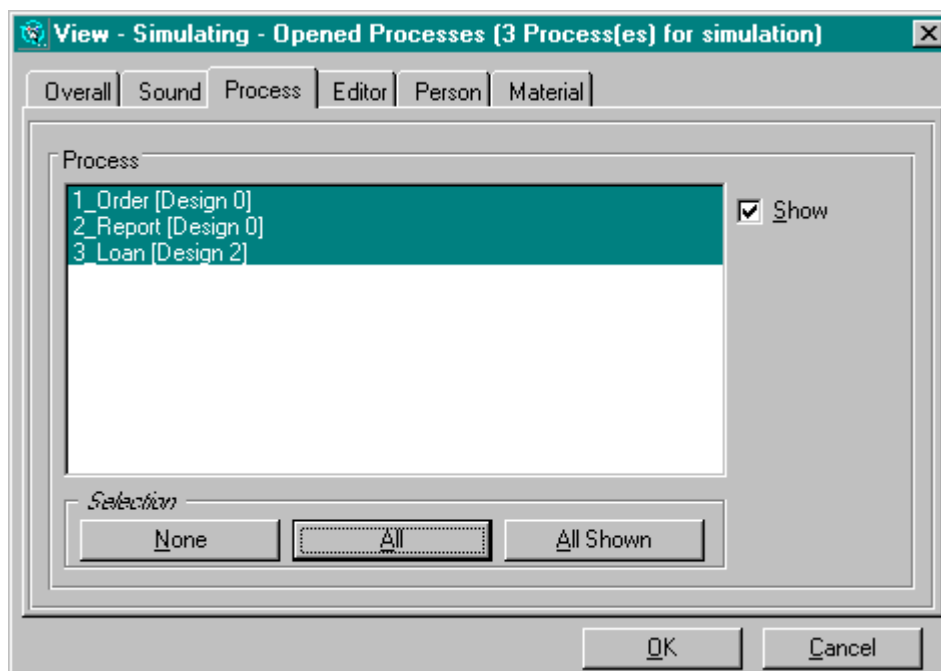 View - Simulating - Opened Processes (3 Process(es) for simulation)
Overall Sound Process Editor Person Material
Process
1_Order [Design 0]
2_Report [Design 0]
3_Loan [Design 2]
Show
Selection
None All All Shown
OK Cancel